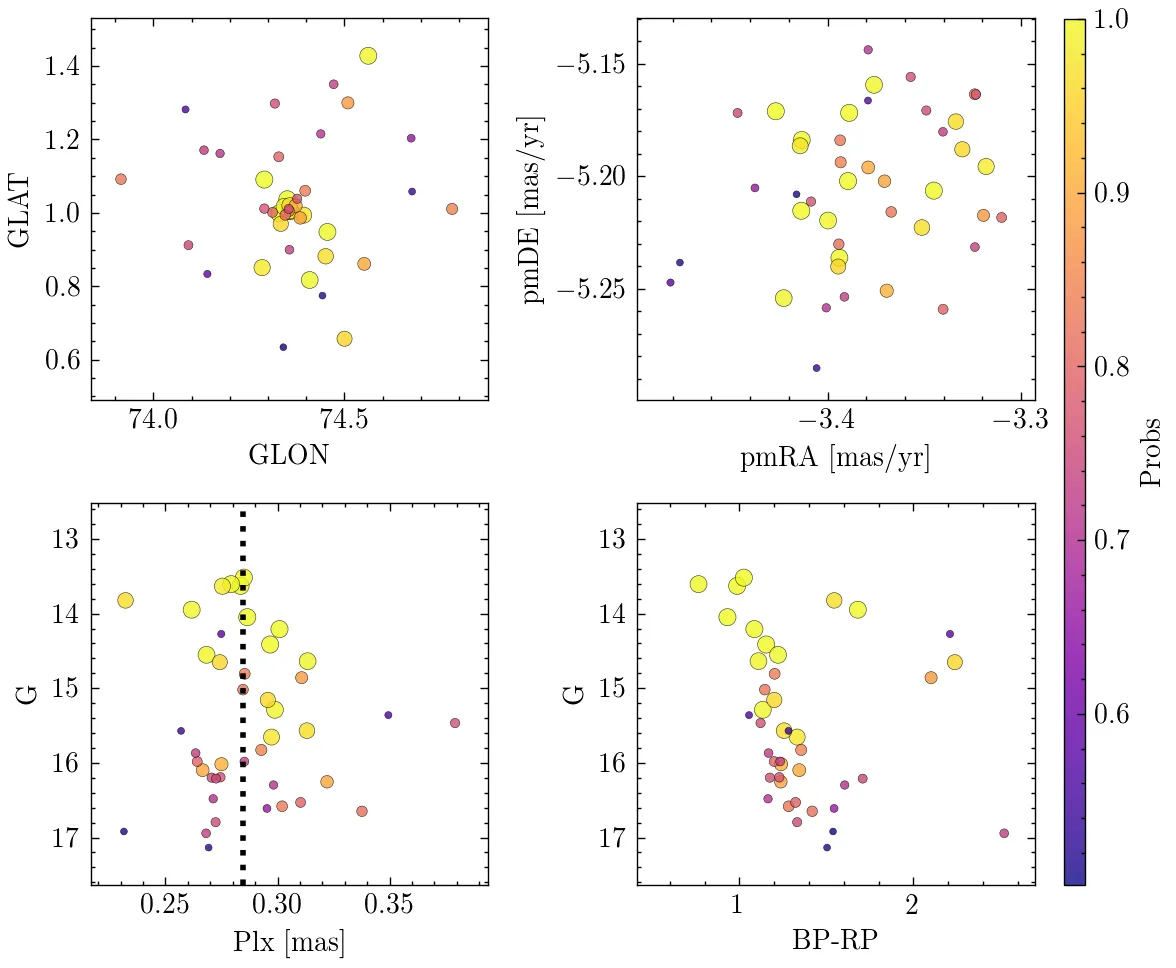 1.4
1.2
1.0
0.8
0.6
GLAT
74.0 74.5
GLON
−5.15
−5.20
−5.25
pmDE [mas/yr]
−3.4 −3.3
pmRA [mas/yr]
13
14
15
16
17
G
0.25 0.30 0.35
Plx [mas]
13
14
15
16
17
G
1 2
BP-RP
1.0
0.9
0.8
0.7
0.6
Probs